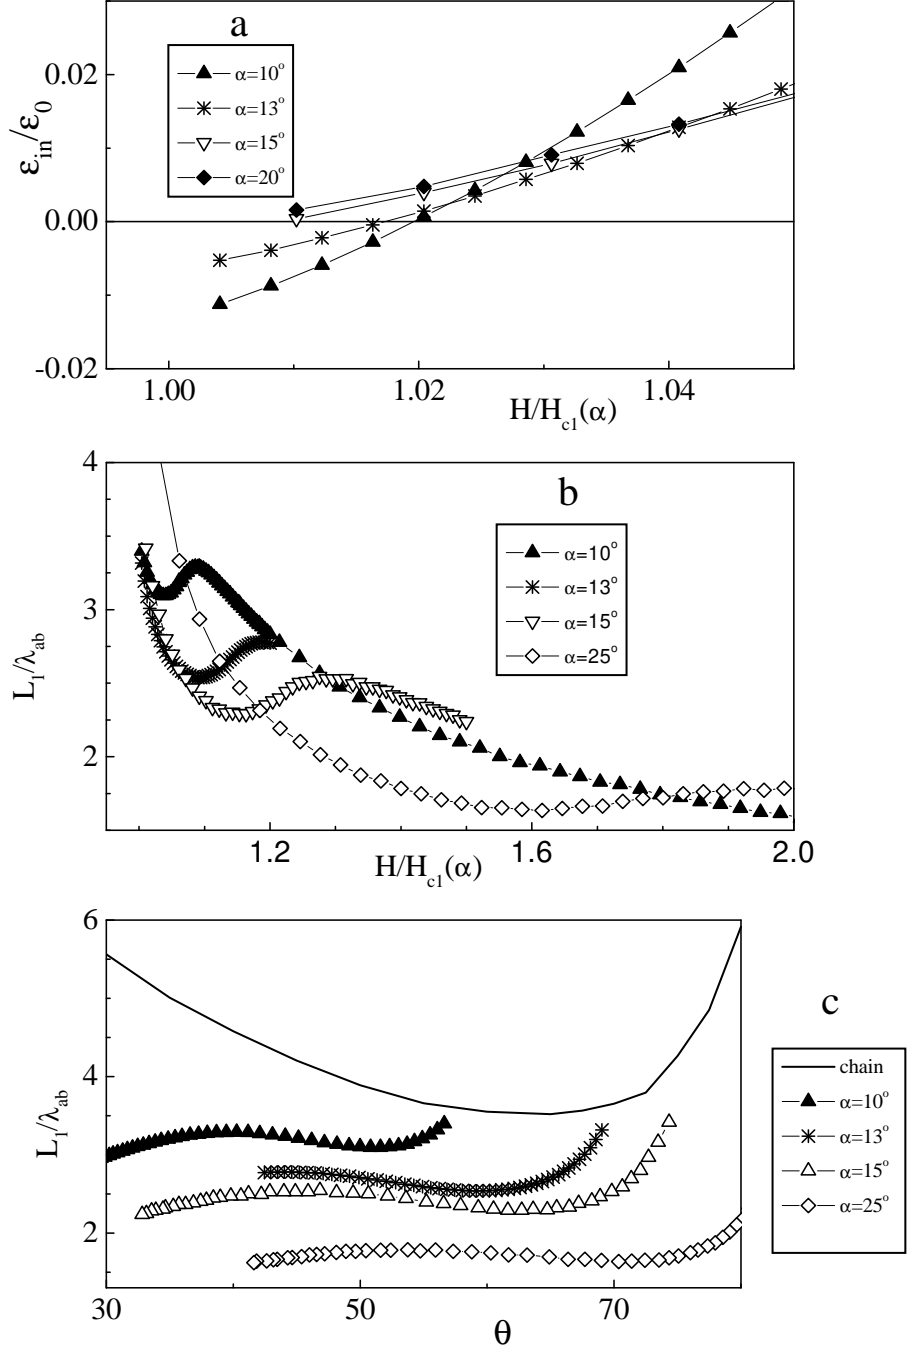 a
α=10°
α=13°
α=15°
α=20°
0.02
0.00
-0.02
ε_in/ε_0
1.00 1.02 1.04
H/H_c1(α)
b
α=10°
α=13°
α=15°
α=25°
4
3
2
L_1/λ_ab
1.2 1.6 2.0
H/H_c1(α)
c
chain
α=10°
α=13°
α=15°
α=25°
6
4
2
L_1/λ_ab
30 50 70
θ